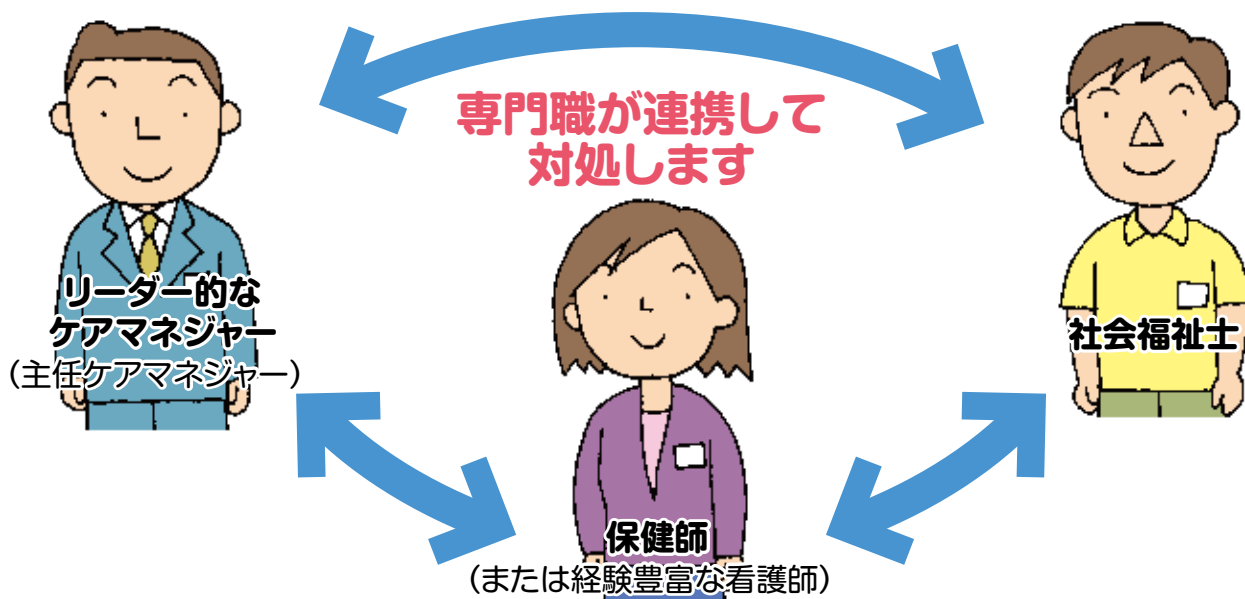 専門職が連携して
対処します
リーダー的な
ケアマネジャー
（主任ケアマネジャー）
社会福祉士
保健師
（または経験豊富な看護師）